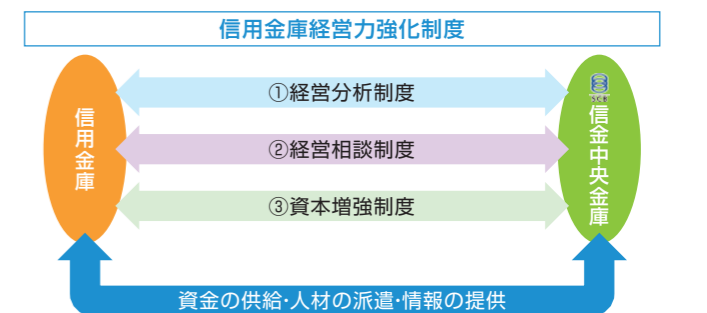 信用金庫経営力強化制度
信用金庫
①経営分析制度
②経営相談制度
③資本増強制度
SCB
信金中央金庫
資金の供給・人材の派遣・情報の提供